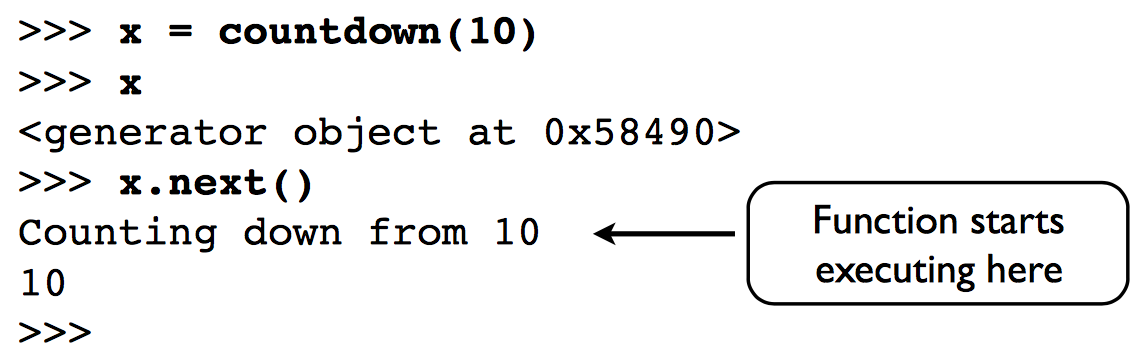 >>> x = countdown(10)
>>> x
<generator object at 0x58490>
>>> x.next()
Counting down from 10
10
>>>
Function starts
executing here